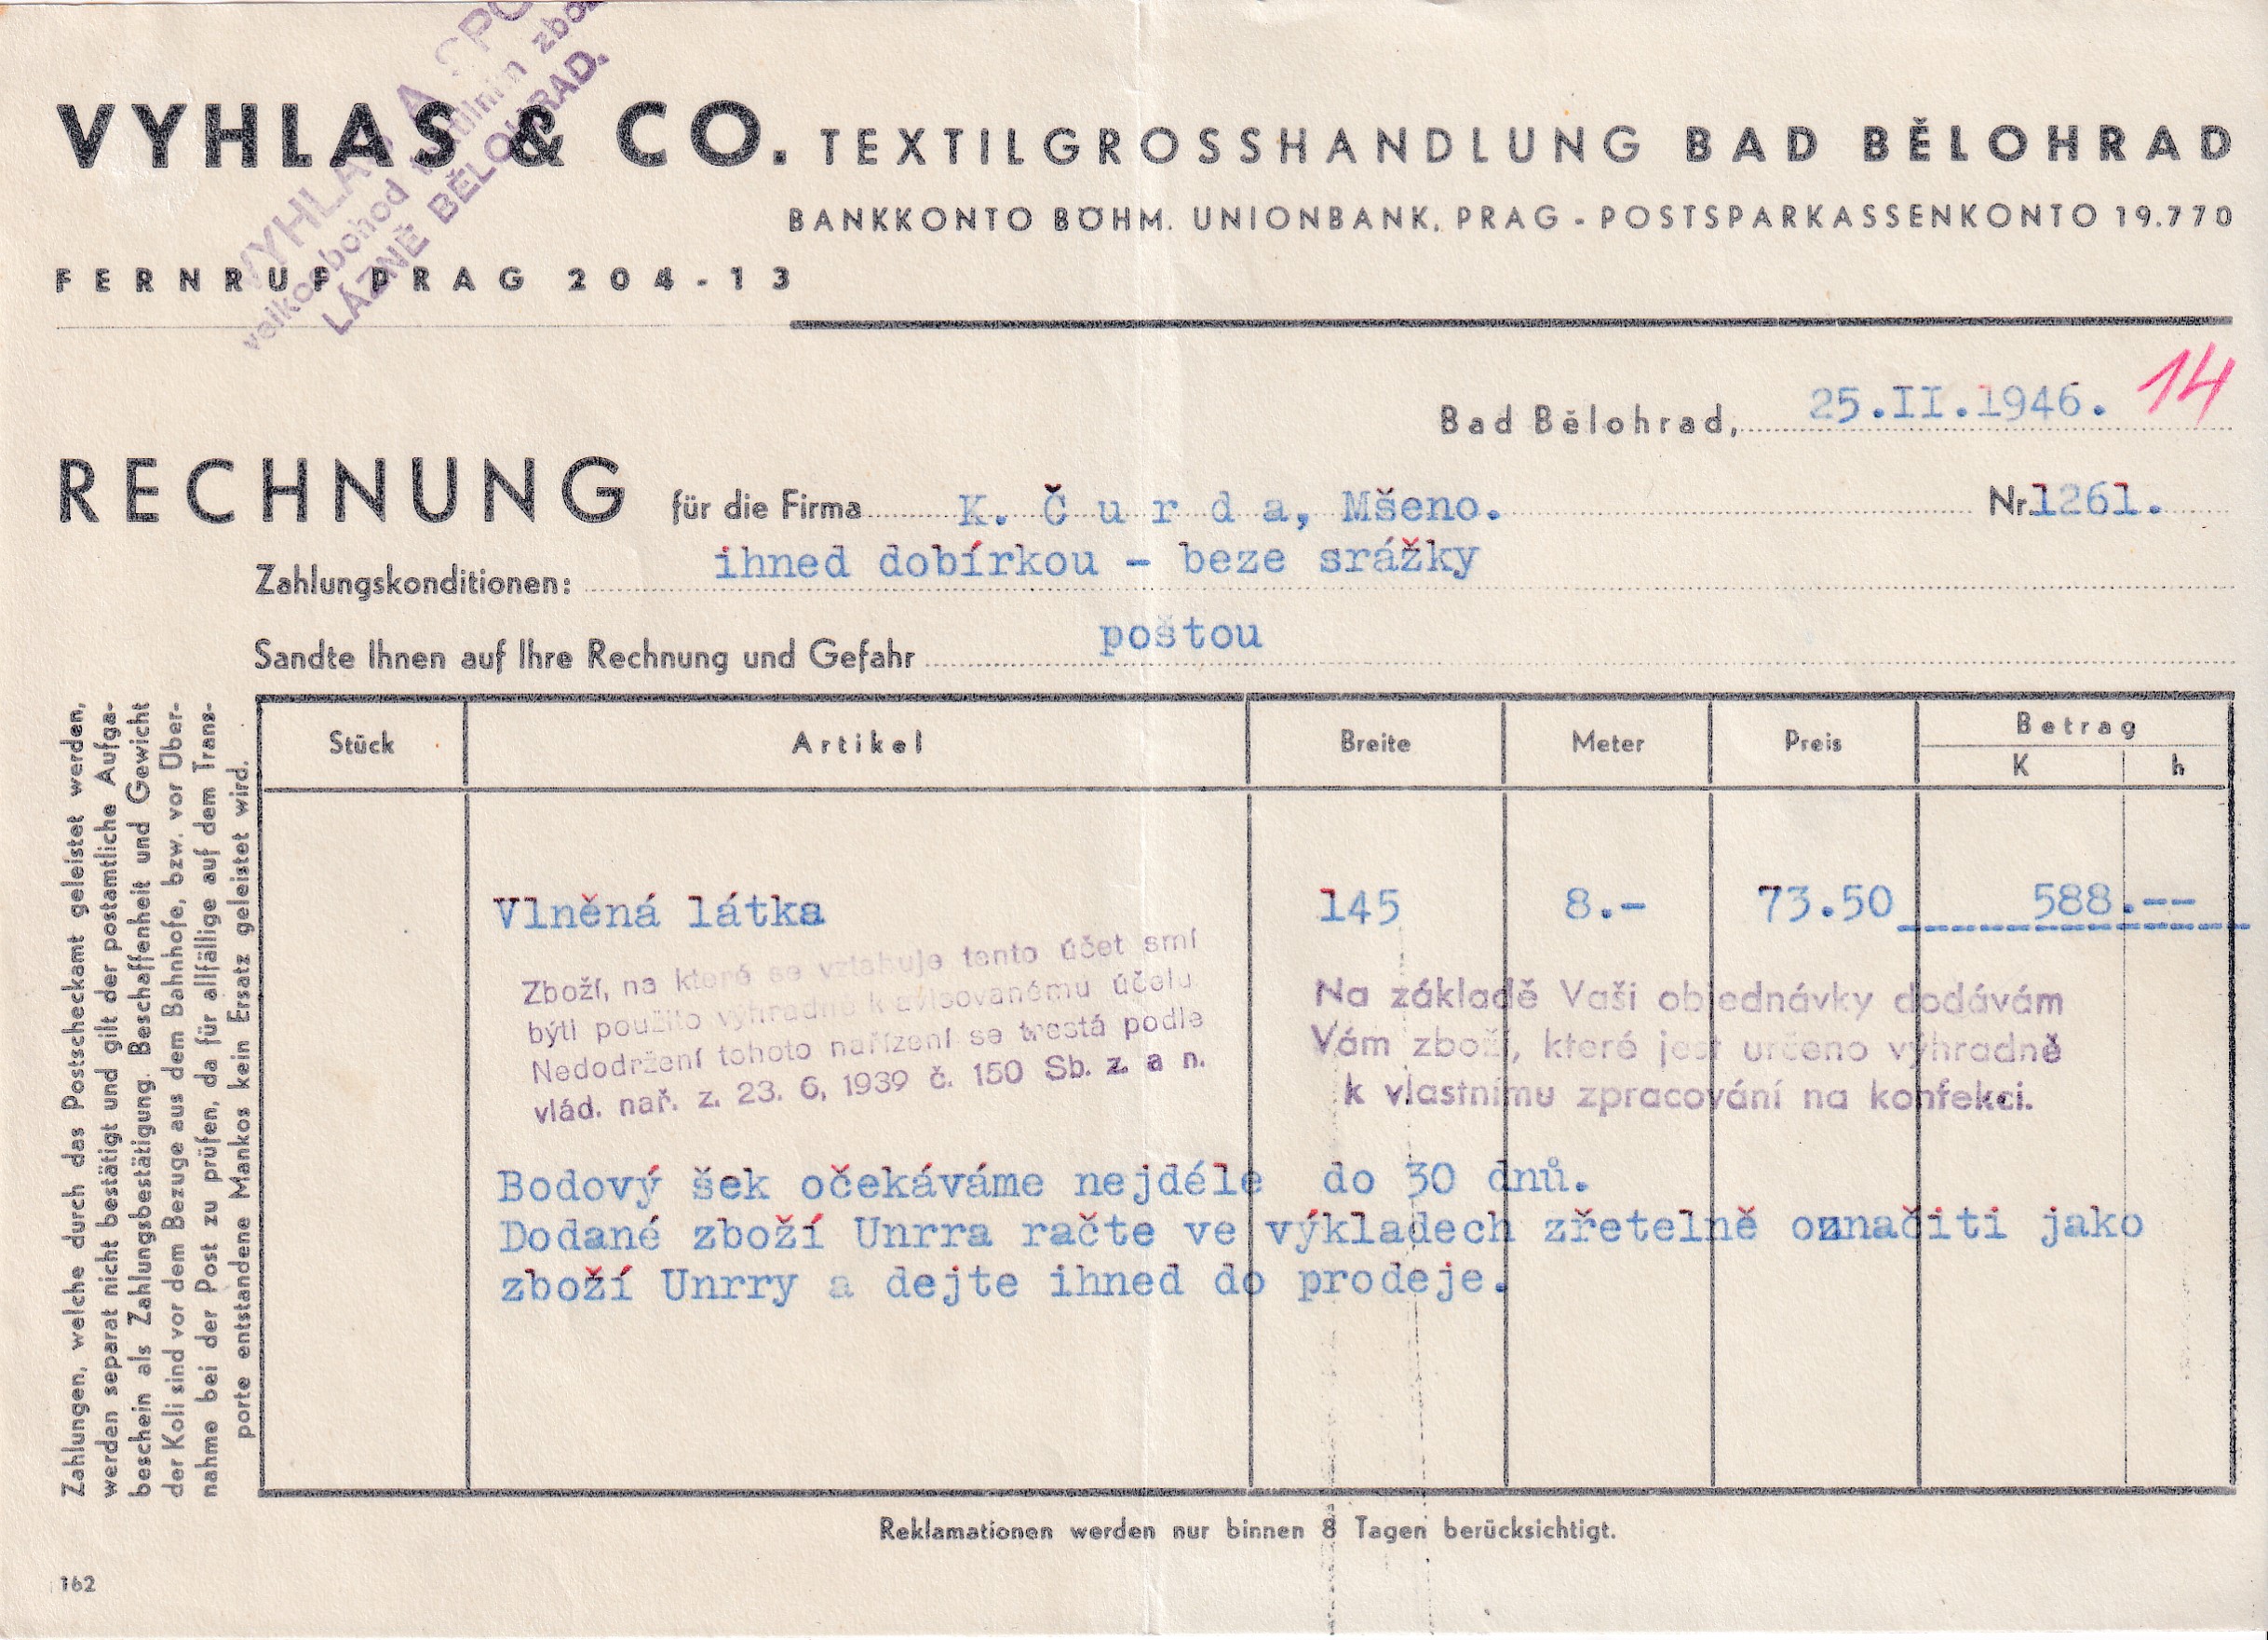 VYHLAS A
velkoobchod
LÁZNĚ BĚLOHRAD.
VYHLAS & CO. TEXTILGROSSHANDLUNG BAD BĚLOHRAD
BANKKONTO BÖHM. UNIONBANK, PRAG - POSTSPARKASSENKONTO 19.770
FERNRUF PRAG 204-13
14
Bad Bělohrad, 25.II.1946.
RECHNUNG für die Firma K. Čurda, Mšeno. Nr. 1261.
Zahlungskonditionen: ihned dobírkou - beze srážky
Sandte Ihnen auf Ihre Rechnung und Gefahr poštou
Stück Artikel Breite Meter Preis Betrag
K h
Vlněná látka 145 8.- 73.50 588.--
Zboží, na které se vztahuje tento účet smí
býti použito výhradně k avisovanému účelu
Nedodržení tohoto nařízení se trestá podle
vlád. nař. z. 23. 6. 1939 č. 150 Sb. z. a n.
Na základě Vaší objednávky dodávám
Vám zboží, které jest určeno výhradně
k vlastnímu zpracování na konfekci.
Bodový šek očekáváme nejdéle do 30 dnů.
Dodané zboží Unrra račte ve výkladech zřetelně označiti jako
zboží Unrry a dejte ihned do prodeje.
Zahlungen, welche durch das Postscheckamt geleistet werden,
werden separat nicht bestätigt und gilt der postamtliche Aufga-
beschein als Zahlungsbestätigung. Beschaffenheit und Gewicht
der Koli sind vor dem Bezuge aus dem Bahnhofe, bzw. vor Über-
nahme bei der Post zu prüfen, da für allfällige auf dem Trans-
porte entstandene Mankos kein Ersatz geleistet wird.
Reklamationen werden nur binnen 8 Tagen berücksichtigt.
162